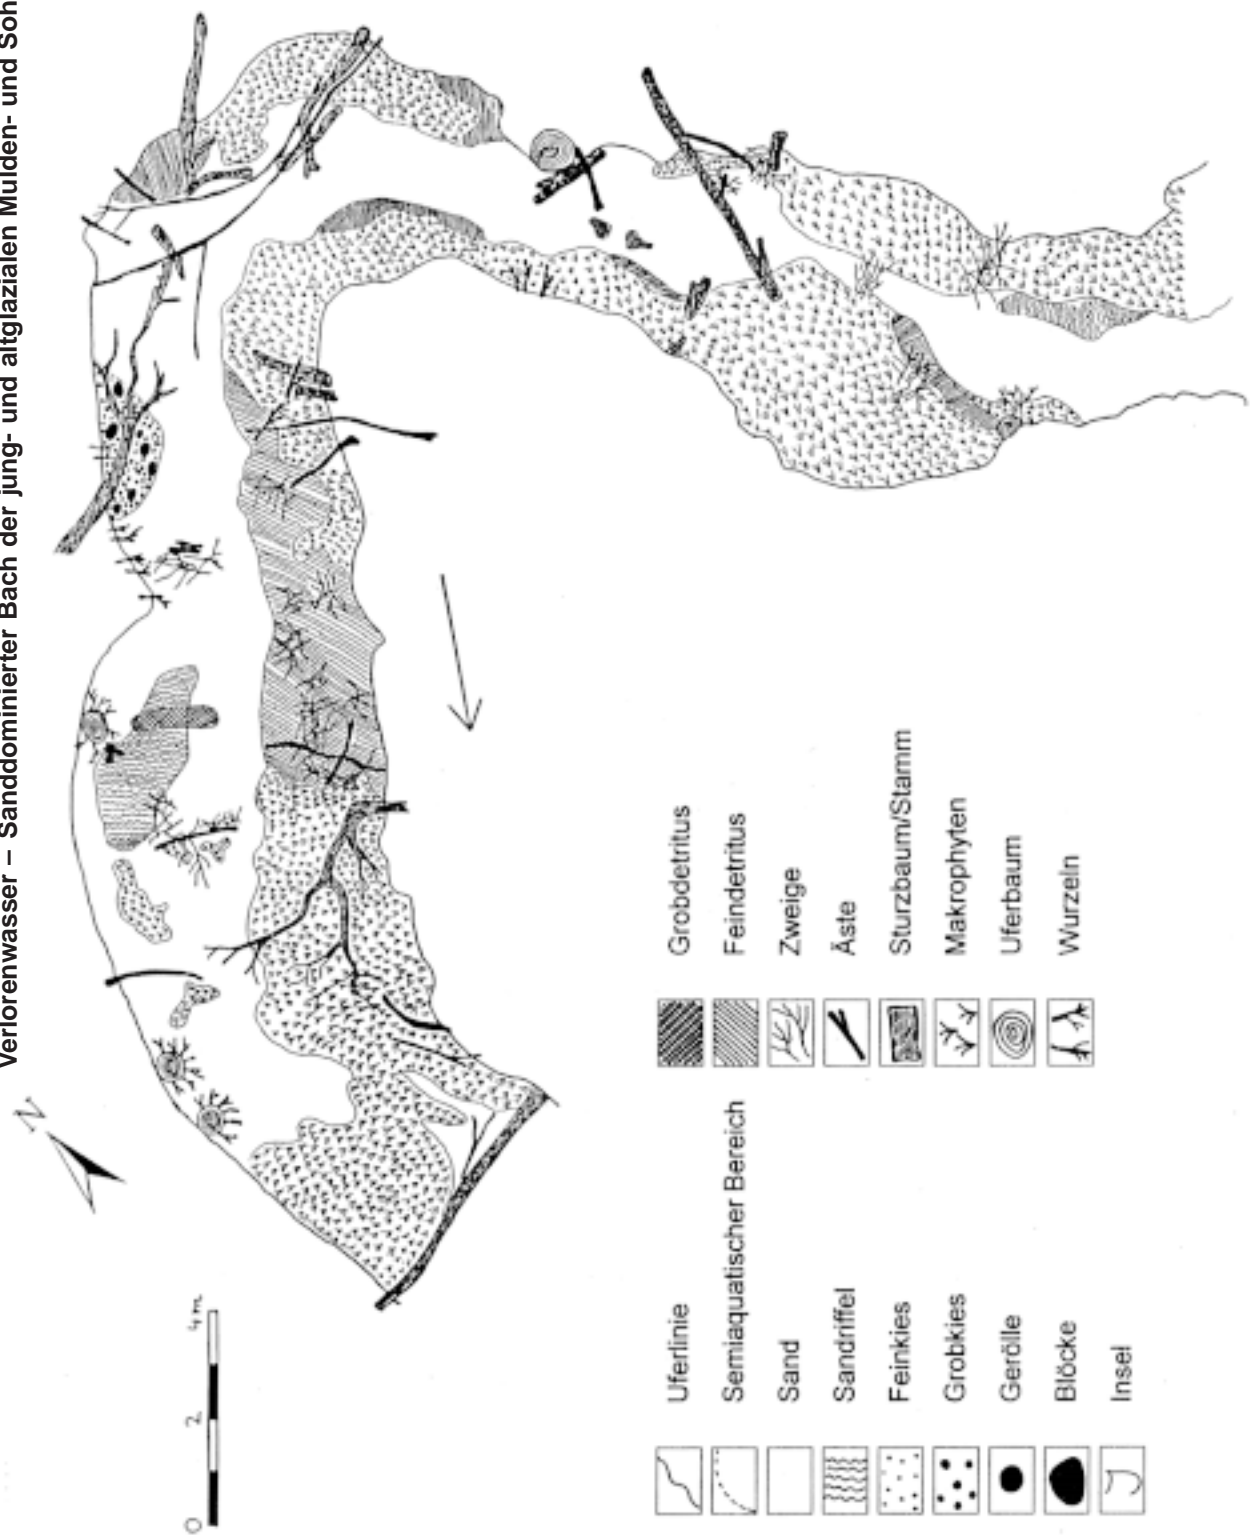 Verlorenwasser – Sanddominierter Bach der jung- und altglazialen Mulden- und Soh
N
0 2 4m
Uferlinie
Semiaquatischer Bereich
Sand
Sandriffel
Feinkies
Grobkies
Gerölle
Blöcke
Insel
Grobdetritus
Feindetritus
Zweige
Äste
Sturzbaum/Stamm
Makrophyten
Uferbaum
Wurzeln